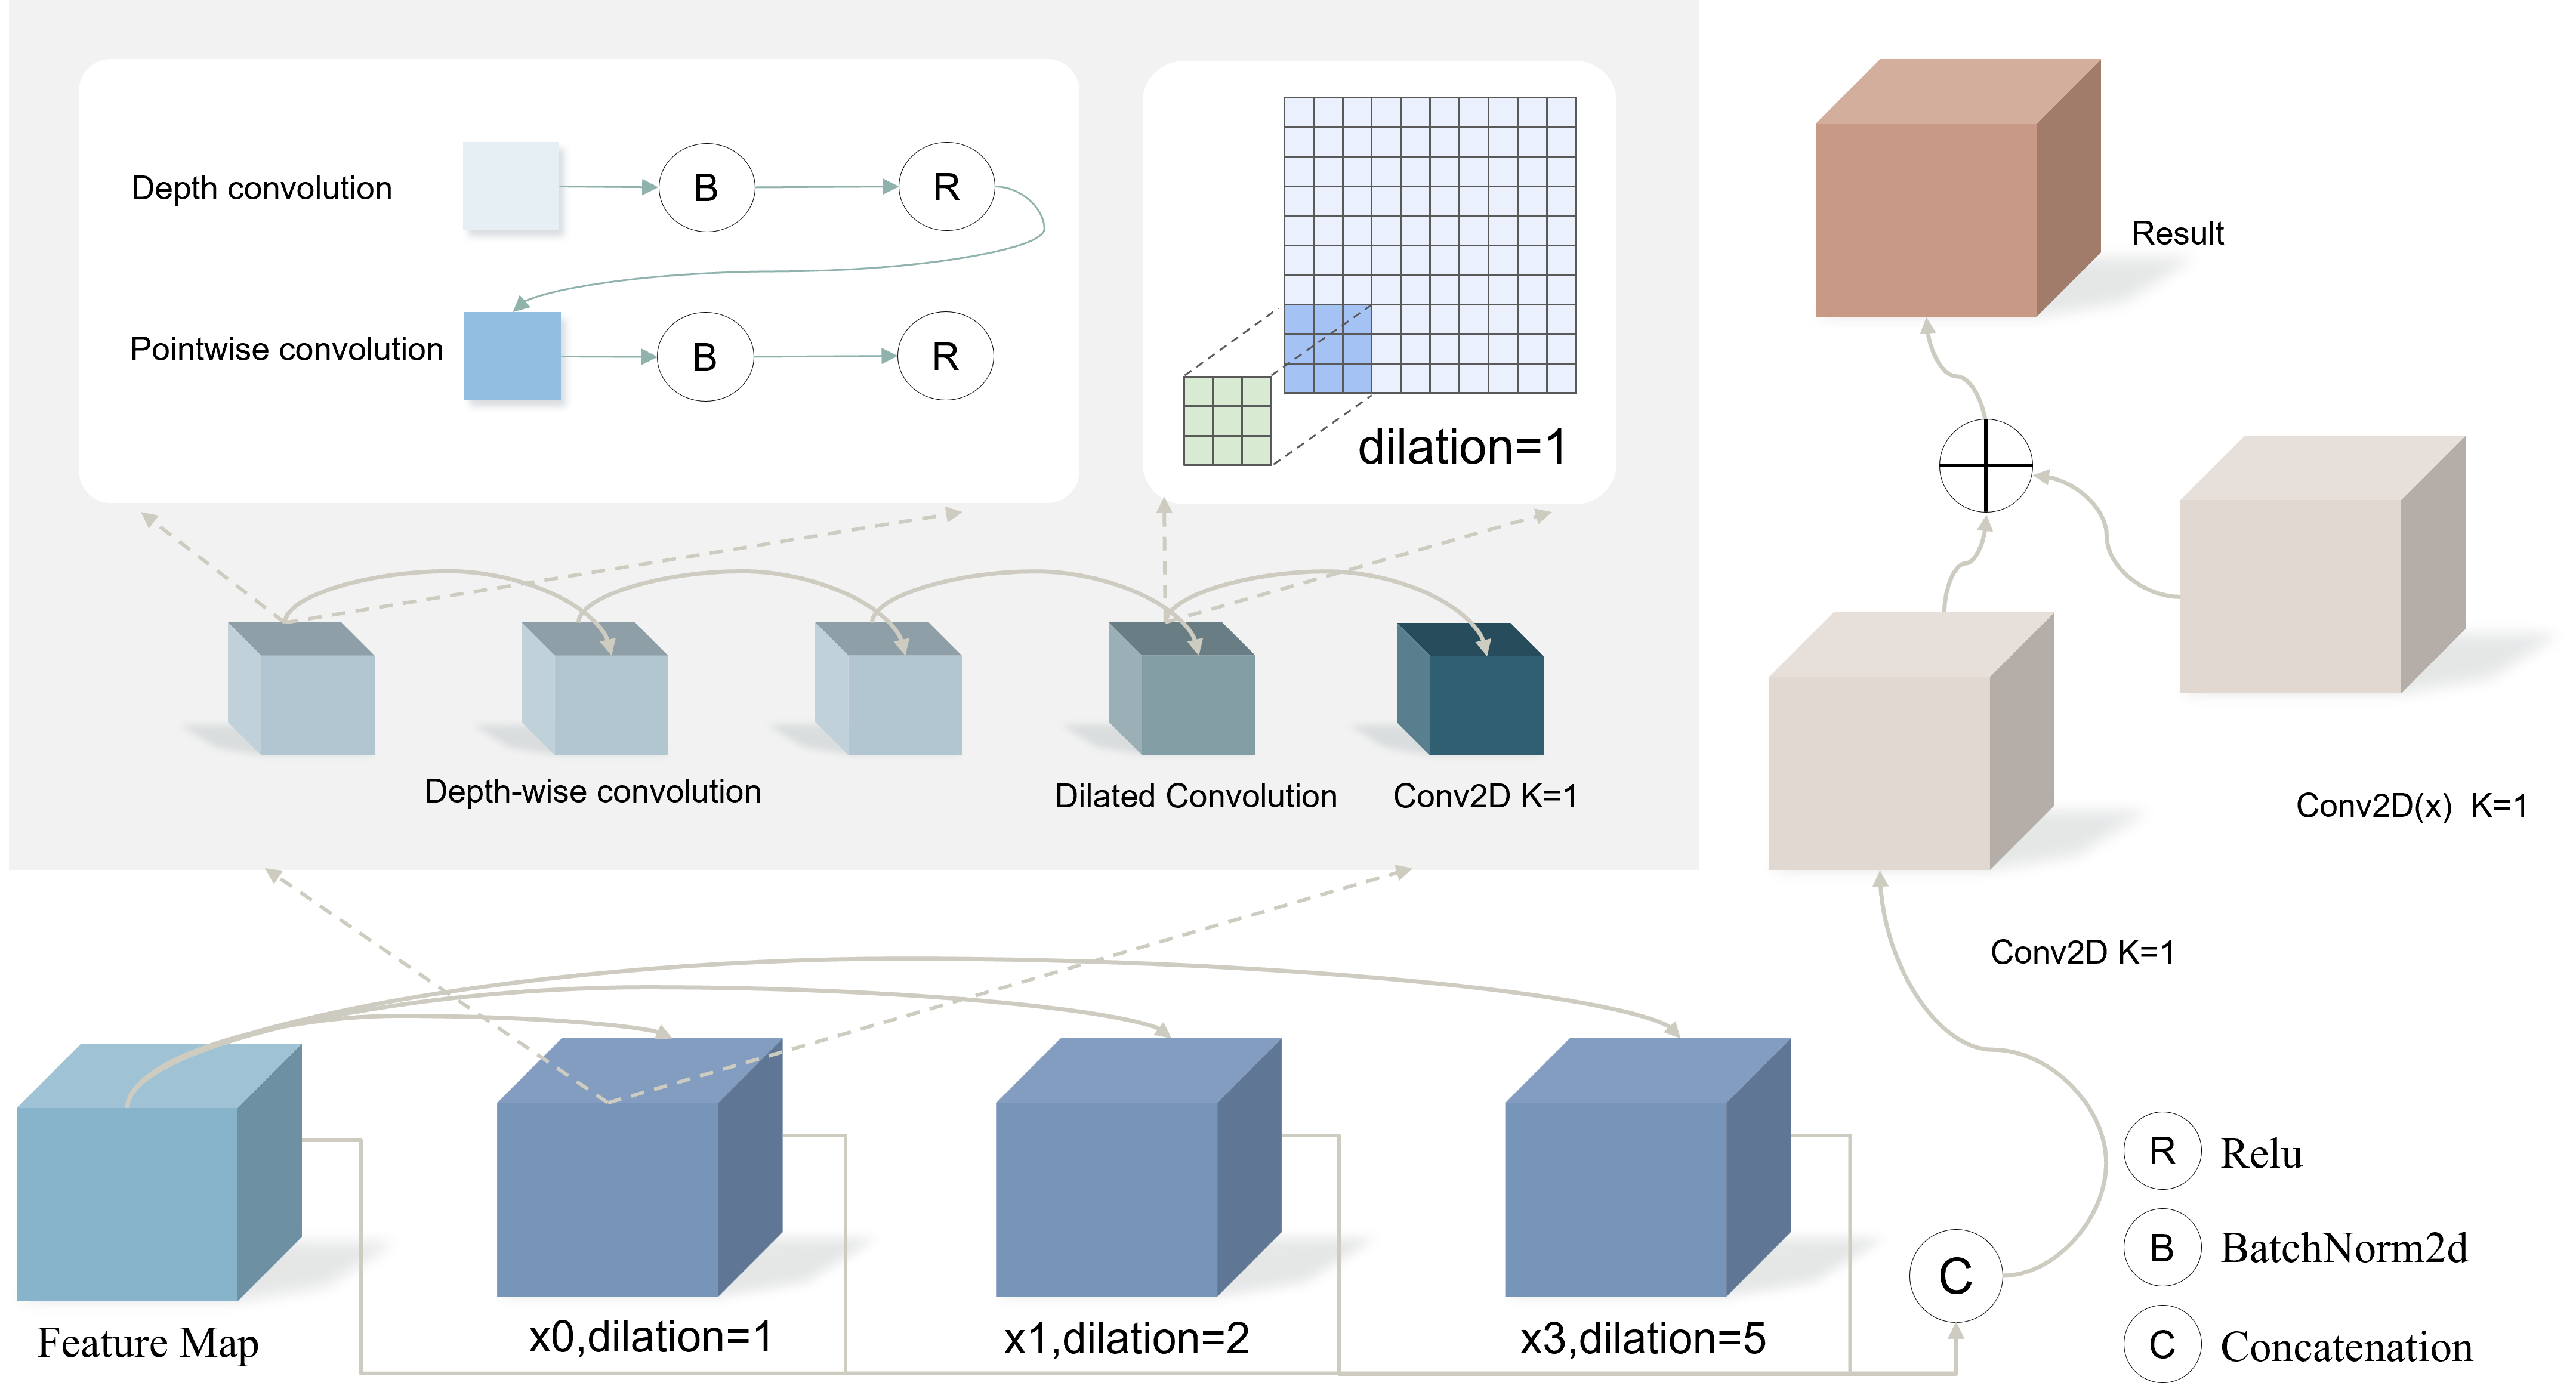 Depth convolution
B
R
Pointwise convolution
B
R
dilation=1
Depth-wise convolution
Dilated Convolution
Conv2D K=1
Result
Conv2D(x) K=1
Conv2D K=1
Feature Map
x0,dilation=1
x1,dilation=2
x3,dilation=5
C
R Relu
B BatchNorm2d
C Concatenation